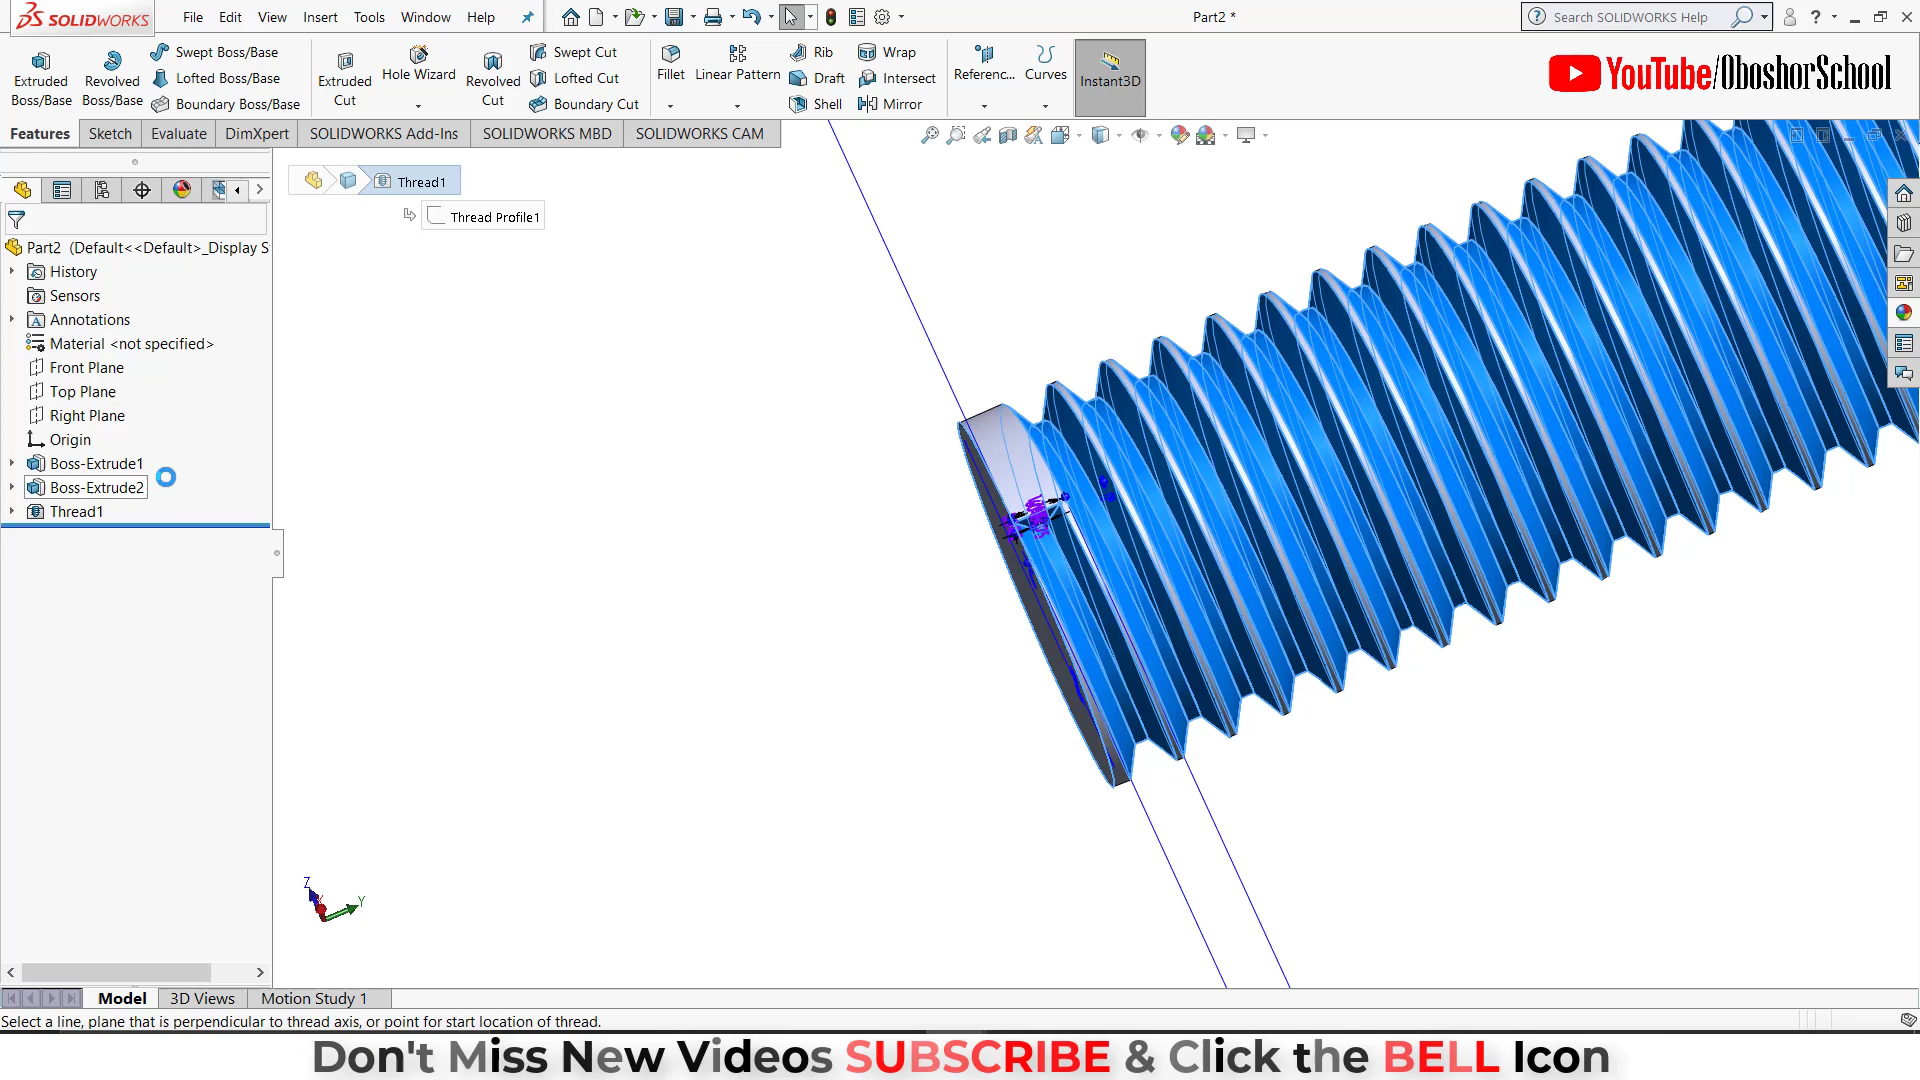 SOLIDWORKS File Edit View Insert Tools Window Help Part2 * Search SOLIDWORKS Help
Extruded Boss/Base
Revolved Boss/Base
Swept Boss/Base
Lofted Boss/Base
Boundary Boss/Base
Extruded Cut
Hole Wizard
Revolved Cut
Swept Cut
Lofted Cut
Boundary Cut
Fillet
Linear Pattern
Rib
Draft
Shell
Wrap
Intersect
Mirror
Referenc...
Curves
Instant3D
YouTube/OboshorSchool
Features Sketch Evaluate DimXpert SOLIDWORKS Add-Ins SOLIDWORKS MBD SOLIDWORKS CAM
Thread1
Thread Profile1
Part2 (Default<<Default>_Display S
History
Sensors
Annotations
Material <not specified>
Front Plane
Top Plane
Right Plane
Origin
Boss-Extrude1
Boss-Extrude2
Thread1
Z
Y
Model 3D Views Motion Study 1
Select a line, plane that is perpendicular to thread axis, or point for start location of thread.
Don't Miss New Videos SUBSCRIBE & Click the BELL Icon